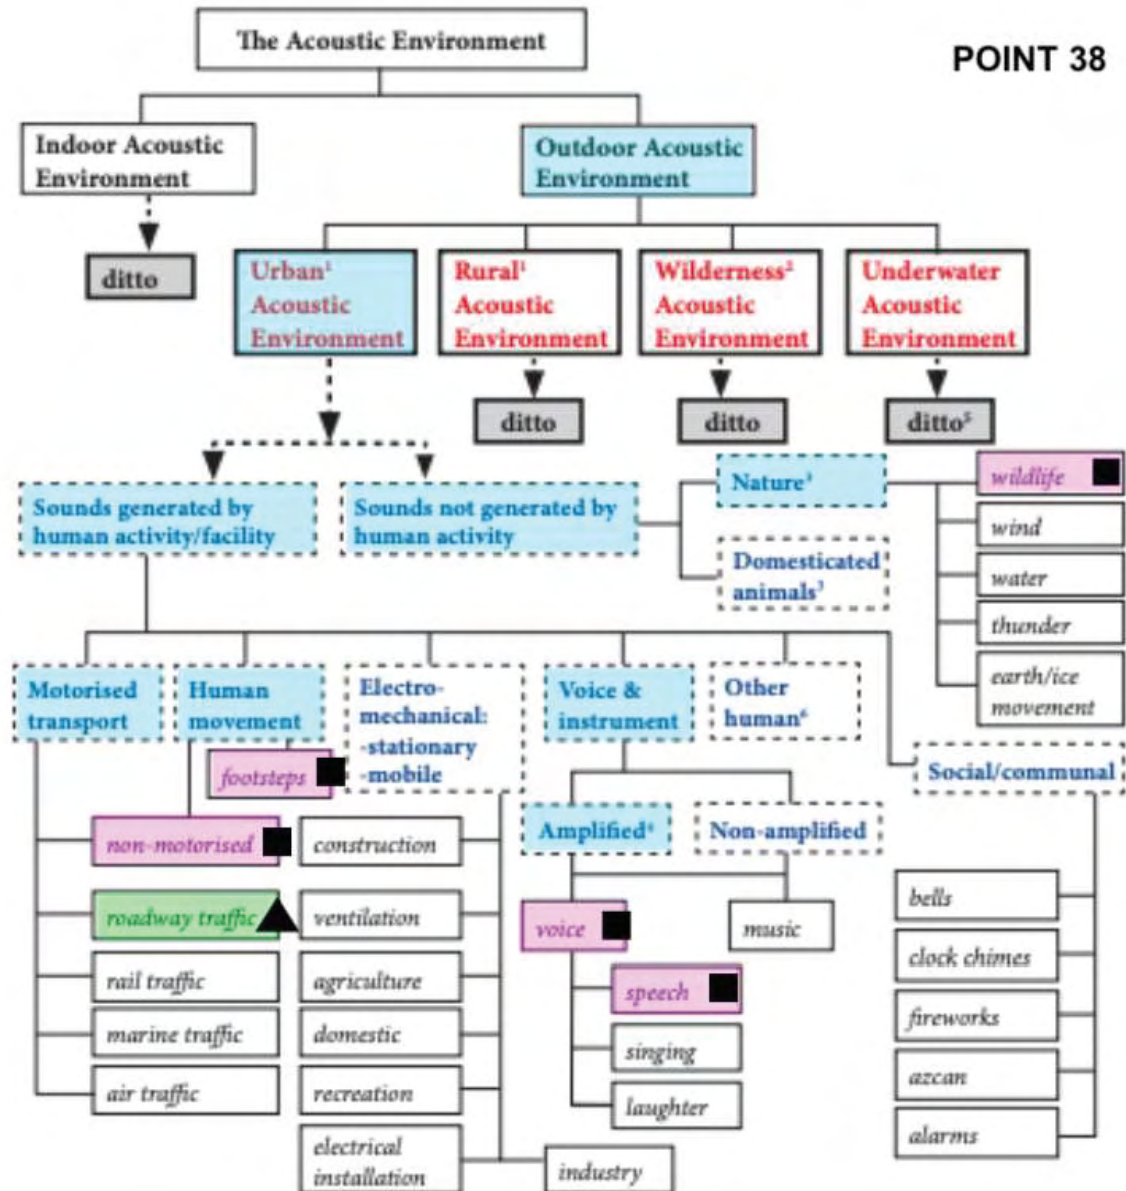 The Acoustic Environment
POINT 38
Indoor Acoustic
Environment
Outdoor Acoustic
Environment
ditto
Urban¹
Acoustic
Environment
Rural¹
Acoustic
Environment
Wilderness²
Acoustic
Environment
Underwater
Acoustic
Environment
ditto
ditto
ditto⁵
Sounds generated by
human activity/facility
Sounds not generated by
human activity
Nature³
Domesticated
animals³
wildlife
wind
water
thunder
earth/ice
movement
Motorised
transport
Human
movement
Electro-
mechanical:
-stationary
-mobile
Voice &
instrument
Other
human⁶
Social/communal
footsteps
non-motorised
roadway traffic
rail traffic
marine traffic
air traffic
construction
ventilation
agriculture
domestic
recreation
electrical
installation
industry
Amplified⁴
Non-amplified
voice
music
speech
singing
laughter
bells
clock chimes
fireworks
azcan
alarms